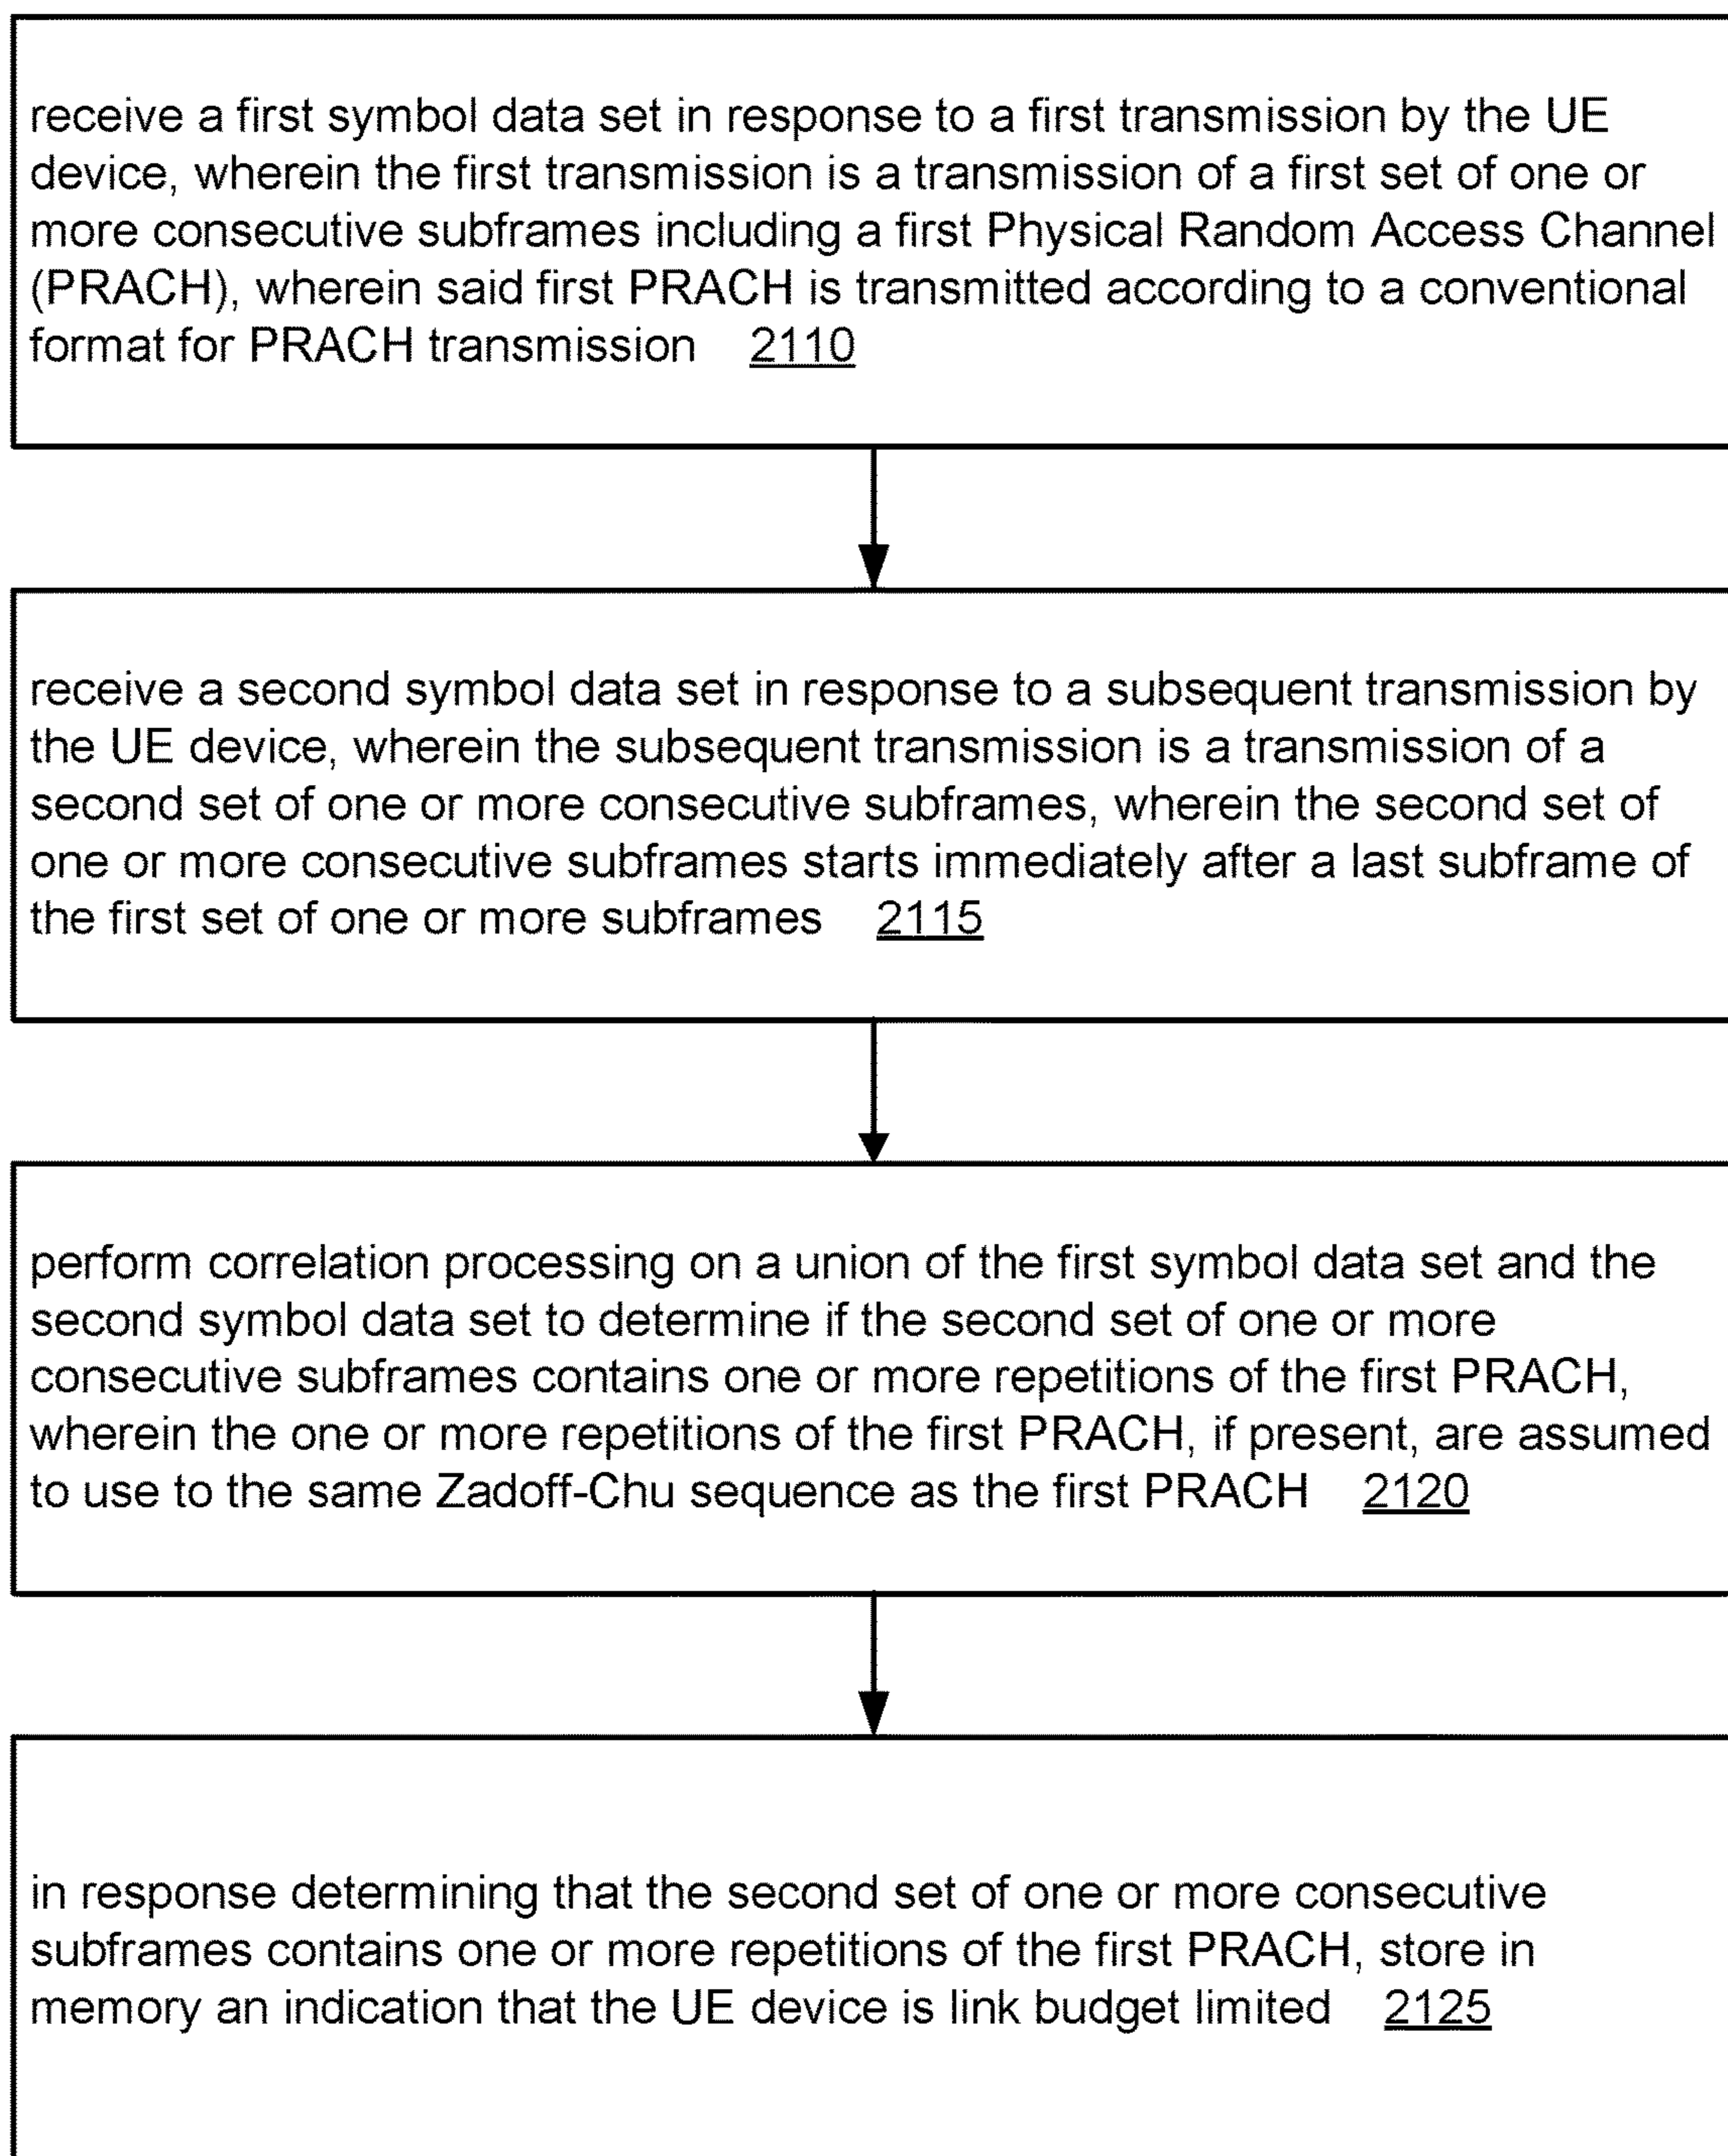 receive a first symbol data set in response to a first transmission by the UE
device, wherein the first transmission is a transmission of a first set of one or
more consecutive subframes including a first Physical Random Access Channel
(PRACH), wherein said first PRACH is transmitted according to a conventional
format for PRACH transmission 2110
receive a second symbol data set in response to a subsequent transmission by
the UE device, wherein the subsequent transmission is a transmission of a
second set of one or more consecutive subframes, wherein the second set of
one or more consecutive subframes starts immediately after a last subframe of
the first set of one or more subframes 2115
perform correlation processing on a union of the first symbol data set and the
second symbol data set to determine if the second set of one or more
consecutive subframes contains one or more repetitions of the first PRACH,
wherein the one or more repetitions of the first PRACH, if present, are assumed
to use to the same Zadoff-Chu sequence as the first PRACH 2120
in response determining that the second set of one or more consecutive
subframes contains one or more repetitions of the first PRACH, store in
memory an indication that the UE device is link budget limited 2125